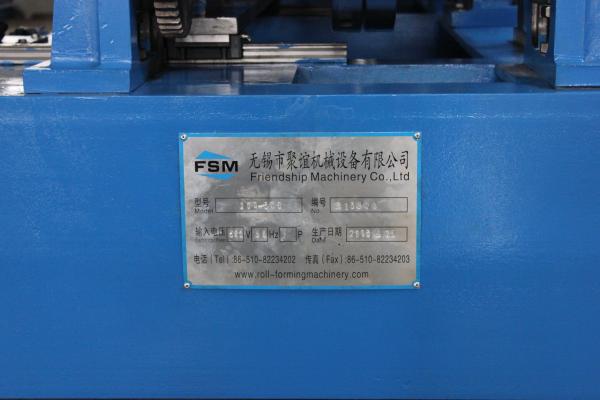 FSM 无锡市聚谊机械设备有限公司
Friendship Machinery Co.,Ltd
型号 编号
Model No
输入电压 V Hz P 生产日期
Date
电话（Tel）:86-510-82234202 传真（Fax）:86-510-82234203
www.roll-formingmachinery.com